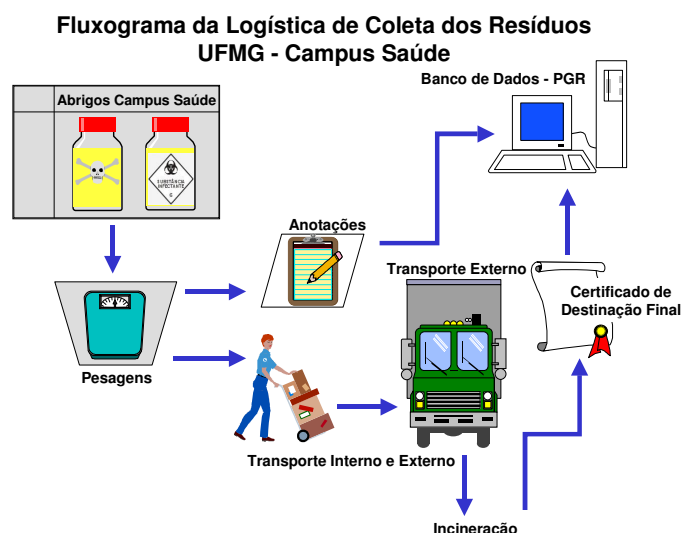 Fluxograma da Logística de Coleta dos Resíduos
UFMG - Campus Saúde
Banco de Dados - PGR
Abrigos Campus Saúde
SUBSTÂNCIA
INFECTANTE
6
Anotações
Transporte Externo
Certificado de
Destinação Final
Pesagens
Transporte Interno e Externo
Incineração